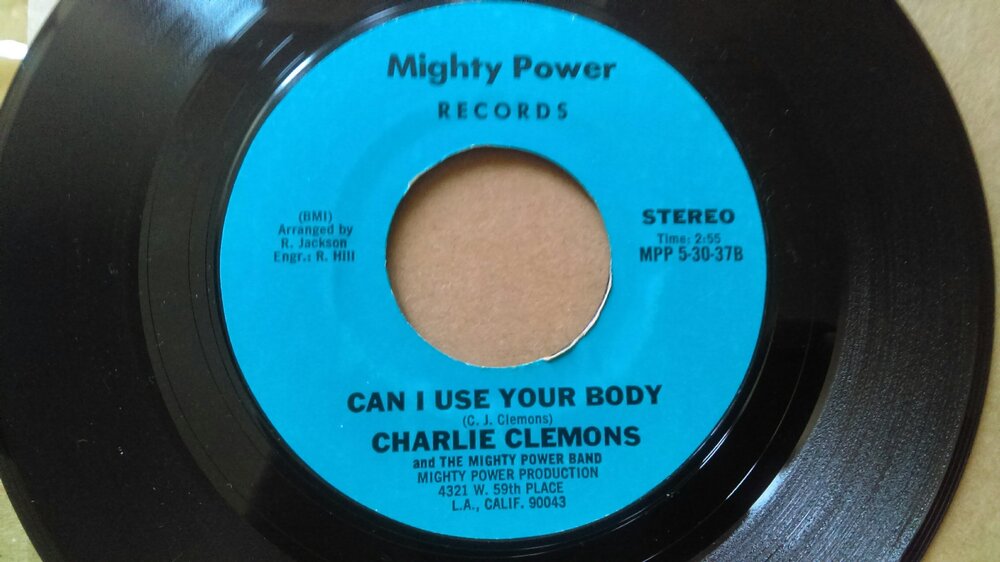 Mighty Power
RECORDS
(BMI)
Arranged by
R. Jackson
Engr.: R. Hill
STEREO
Time: 2:55
MPP 5-30-37B
CAN I USE YOUR BODY
(C. J. Clemons)
CHARLIE CLEMONS
and THE MIGHTY POWER BAND
MIGHTY POWER PRODUCTION
4321 W. 59th PLACE
L.A., CALIF. 90043